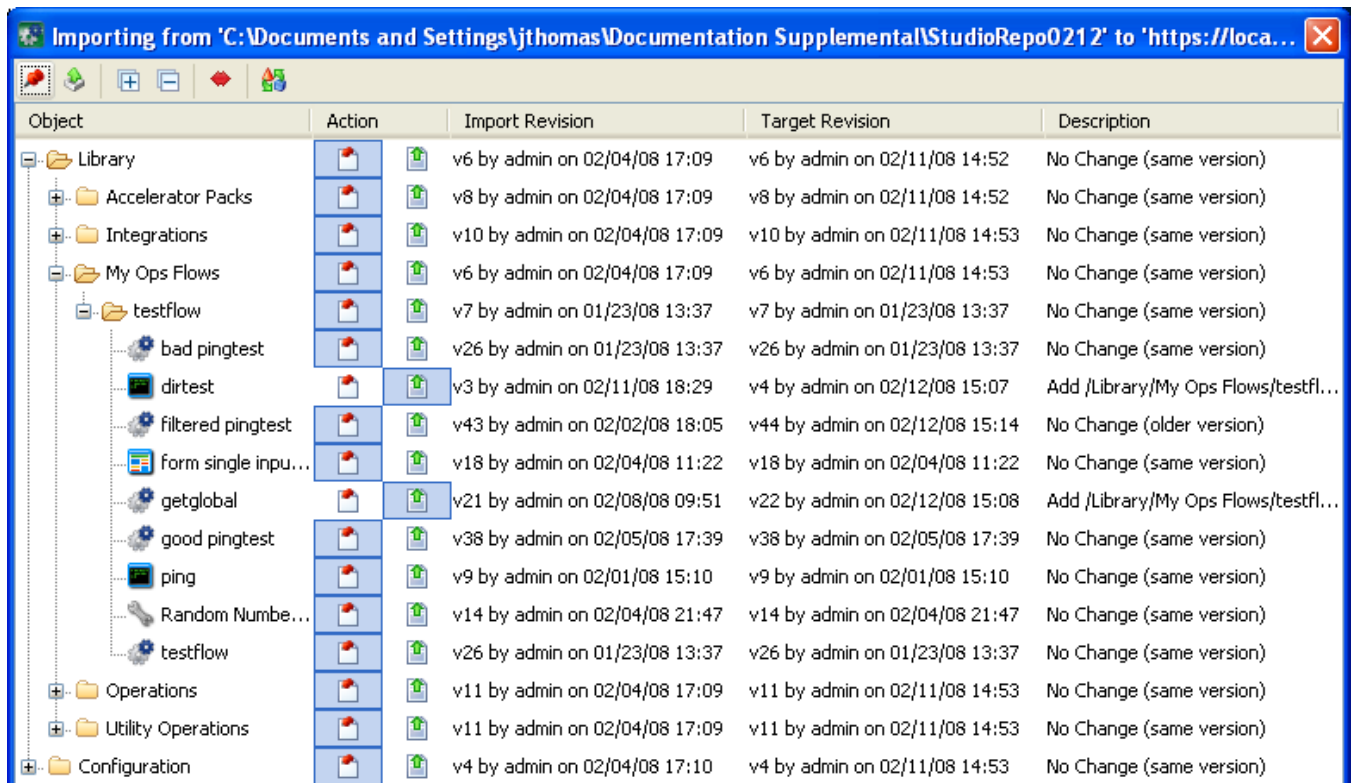 Importing from 'C:\Documents and Settings\jthomas\Documentation Supplemental\StudioRepo0212' to 'https://loca...
Object Action Import Revision Target Revision Description
Library v6 by admin on 02/04/08 17:09 v6 by admin on 02/11/08 14:52 No Change (same version)
Accelerator Packs v8 by admin on 02/04/08 17:09 v8 by admin on 02/11/08 14:52 No Change (same version)
Integrations v10 by admin on 02/04/08 17:09 v10 by admin on 02/11/08 14:53 No Change (same version)
My Ops Flows v6 by admin on 02/04/08 17:09 v6 by admin on 02/11/08 14:53 No Change (same version)
testflow v7 by admin on 01/23/08 13:37 v7 by admin on 01/23/08 13:37 No Change (same version)
bad pingtest v26 by admin on 01/23/08 13:37 v26 by admin on 01/23/08 13:37 No Change (same version)
dirtest v3 by admin on 02/11/08 18:29 v4 by admin on 02/12/08 15:07 Add /Library/My Ops Flows/testfl...
filtered pingtest v43 by admin on 02/02/08 18:05 v44 by admin on 02/12/08 15:14 No Change (older version)
form single inpu... v18 by admin on 02/04/08 11:22 v18 by admin on 02/04/08 11:22 No Change (same version)
getglobal v21 by admin on 02/08/08 09:51 v22 by admin on 02/12/08 15:08 Add /Library/My Ops Flows/testfl...
good pingtest v38 by admin on 02/05/08 17:39 v38 by admin on 02/05/08 17:39 No Change (same version)
ping v9 by admin on 02/01/08 15:10 v9 by admin on 02/01/08 15:10 No Change (same version)
Random Numbe... v14 by admin on 02/04/08 21:47 v14 by admin on 02/04/08 21:47 No Change (same version)
testflow v26 by admin on 01/23/08 13:37 v26 by admin on 01/23/08 13:37 No Change (same version)
Operations v11 by admin on 02/04/08 17:09 v11 by admin on 02/11/08 14:53 No Change (same version)
Utility Operations v11 by admin on 02/04/08 17:09 v11 by admin on 02/11/08 14:53 No Change (same version)
Configuration v4 by admin on 02/04/08 17:10 v4 by admin on 02/11/08 14:53 No Change (same version)